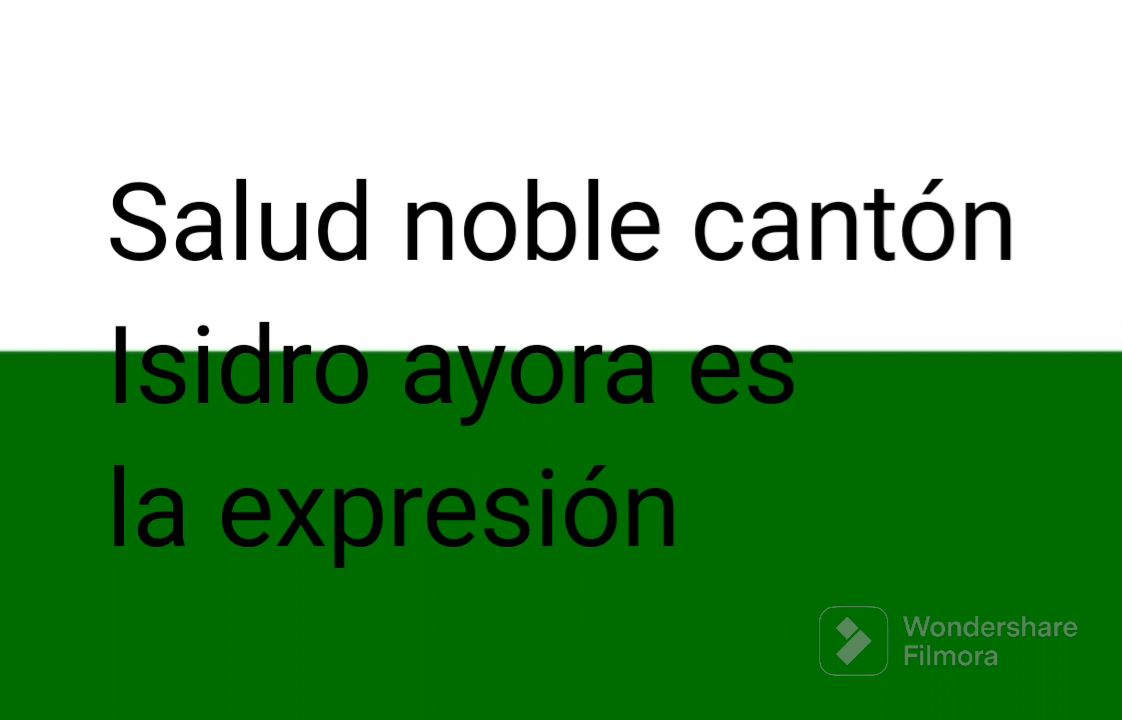 Salud noble cantón
Isidro ayora es
la expresión
Wondershare
Filmora